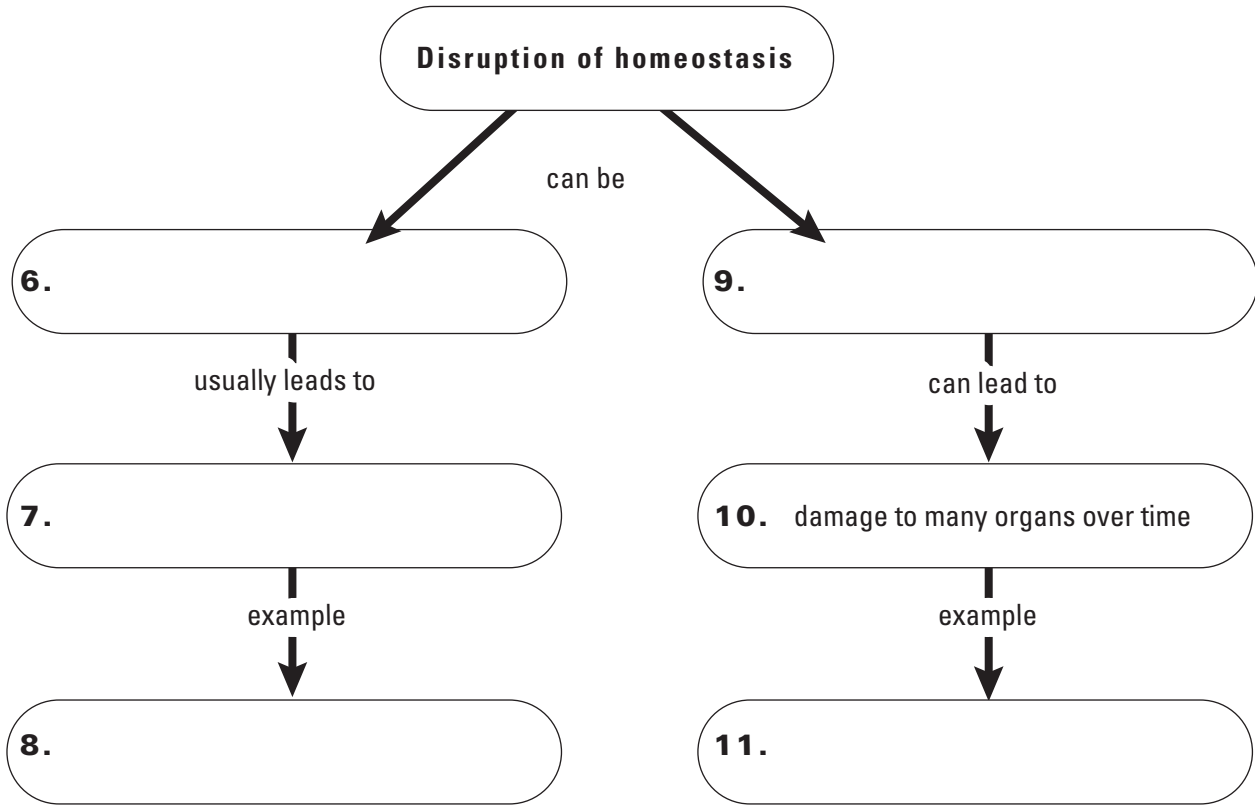 Disruption of homeostasis
can be
6.
9.
usually leads to
can lead to
7.
10. damage to many organs over time
example
example
8.
11.